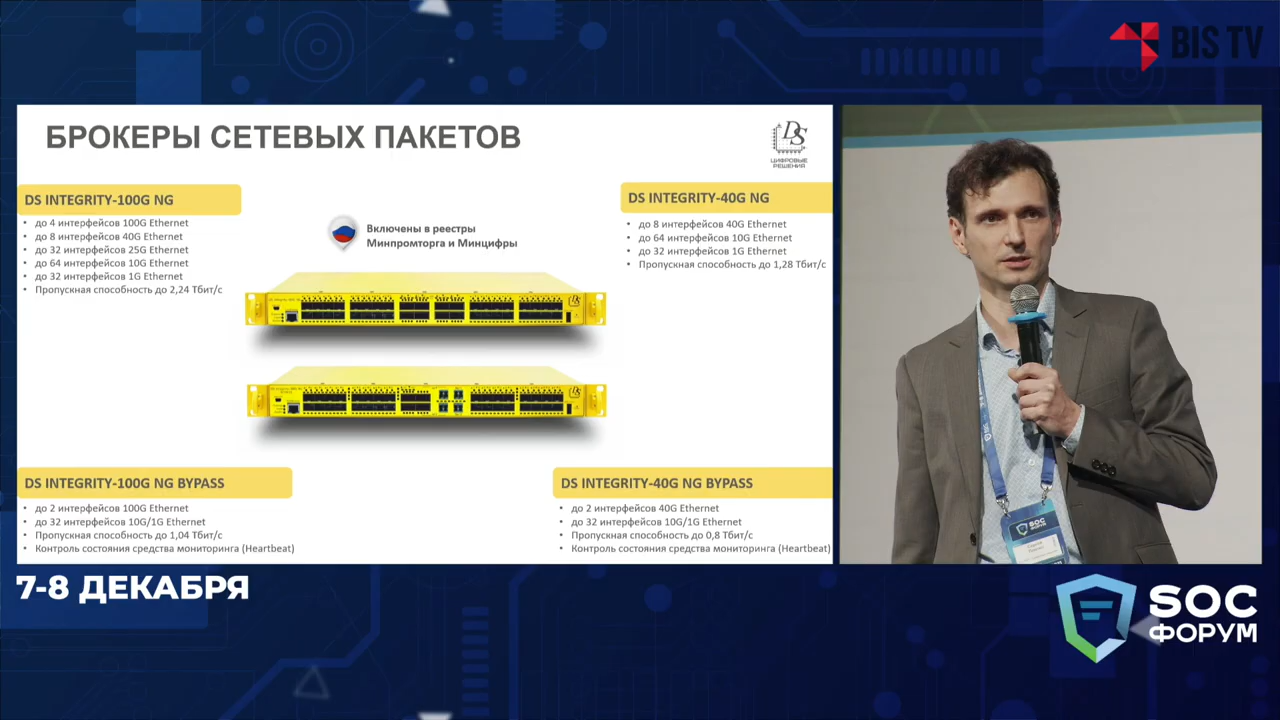 BIS TV
БРОКЕРЫ СЕТЕВЫХ ПАКЕТОВ
DS
ЦИФРОВЫЕ
РЕШЕНИЯ
DS INTEGRITY-100G NG
• до 4 интерфейсов 100G Ethernet
• до 8 интерфейсов 40G Ethernet
• до 32 интерфейсов 25G Ethernet
• до 64 интерфейсов 10G Ethernet
• до 32 интерфейсов 1G Ethernet
• Пропускная способность до 2,24 Тбит/с
Включены в реестры
Минпромторга и Минцифры
DS INTEGRITY-40G NG
• до 8 интерфейсов 40G Ethernet
• до 64 интерфейсов 10G Ethernet
• до 32 интерфейсов 1G Ethernet
• Пропускная способность до 1,28 Тбит/с
DS INTEGRITY-100G NG BYPASS
• до 2 интерфейсов 100G Ethernet
• до 32 интерфейсов 10G/1G Ethernet
• Пропускная способность до 1,04 Тбит/с
• Контроль состояния средства мониторинга (Heartbeat)
DS INTEGRITY-40G NG BYPASS
• до 2 интерфейсов 40G Ethernet
• до 32 интерфейсов 10G/1G Ethernet
• Пропускная способность до 0,8 Тбит/с
• Контроль состояния средства мониторинга (Heartbeat)
SOC
ФОРУМ
7-8 ДЕКАБРЯ
SOC
ФОРУМ